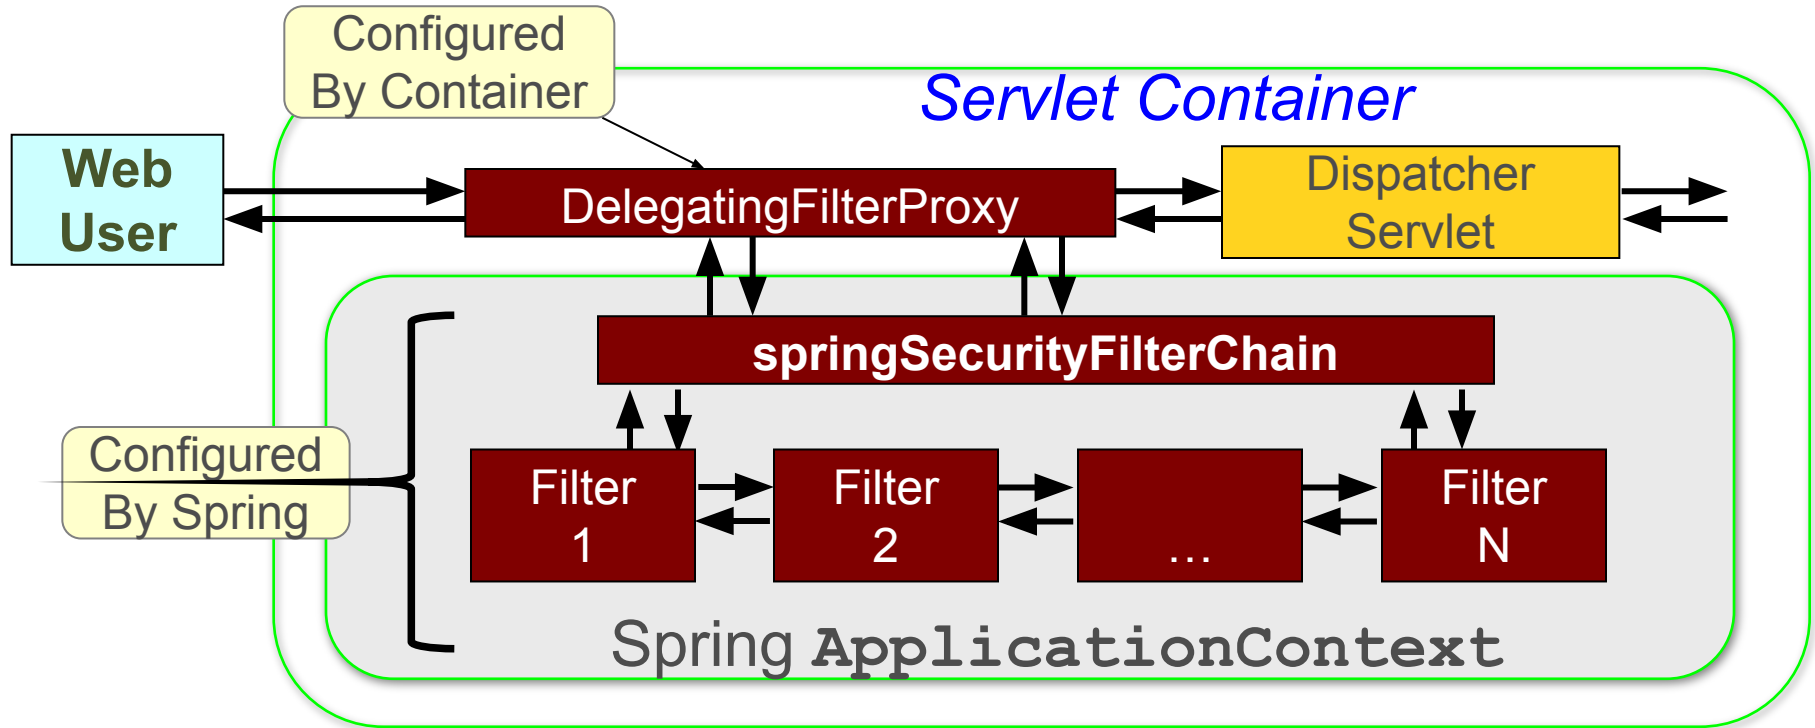 Configured
By Container
Servlet Container
Web
User
DelegatingFilterProxy
Dispatcher
Servlet
springSecurityFilterChain
Configured
By Spring
Filter
1
Filter
2
...
Filter
N
Spring ApplicationContext